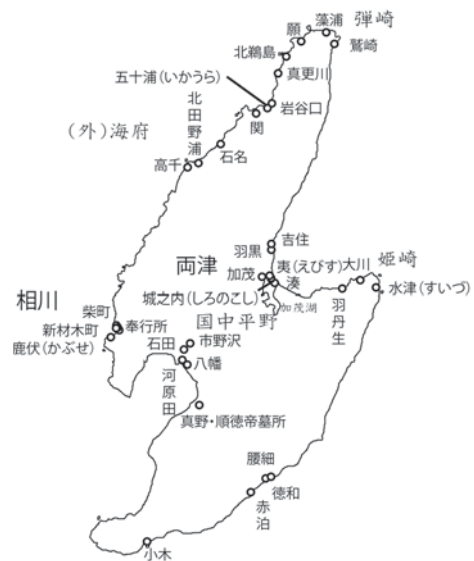 藻浦
弾崎
願
鷲崎
北鵜島
真更川
五十浦(いかうら)
岩谷口
北田野浦
関
(外)海府
石名
高千
吉住
羽黒
両津
加茂
夷(えびす)
大川
姫崎
湊
水津(すいづ)
城之内(しろのこし)
加茂湖
羽丹生
相川
国中平野
柴町
奉行所
新材木町
石田
市野沢
鹿伏(かぶせ)
八幡
河原田
真野・順徳帝墓所
腰細
徳和
赤泊
小木